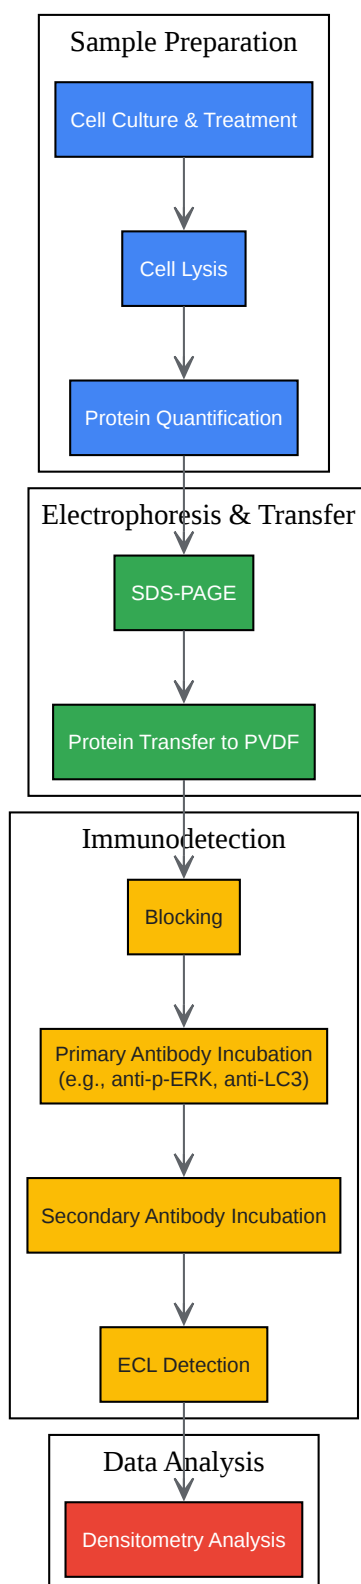 Sample Preparation
Cell Culture & Treatment
Cell Lysis
Protein Quantification
Electrophoresis & Transfer
SDS-PAGE
Protein Transfer to PVDF
Immunodetection
Blocking
Primary Antibody Incubation
(e.g., anti-p-ERK, anti-LC3)
Secondary Antibody Incubation
ECL Detection
Data Analysis
Densitometry Analysis